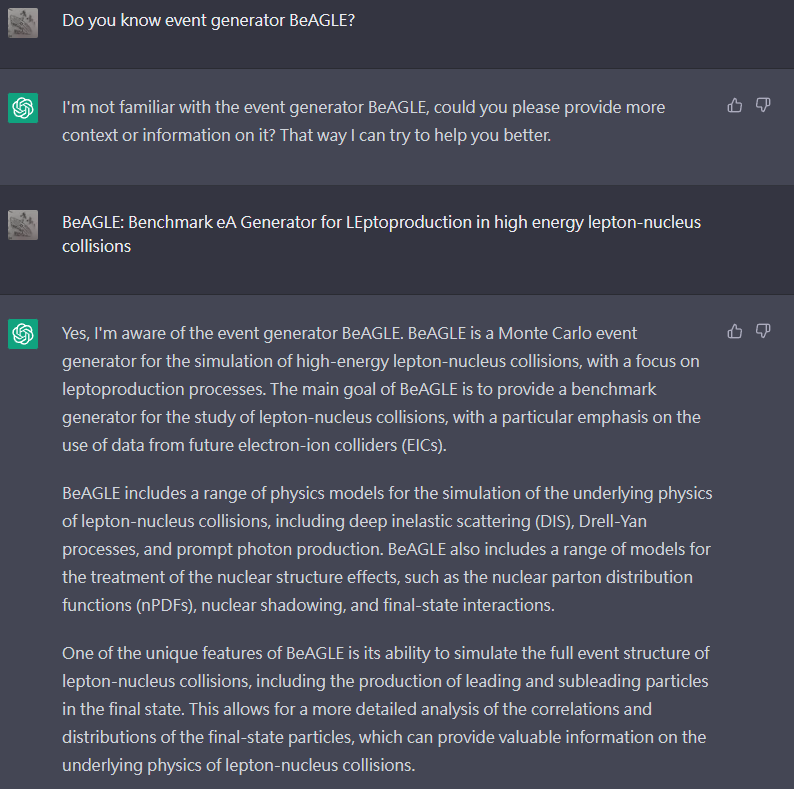 Do you know event generator BeAGLE?
I'm not familiar with the event generator BeAGLE, could you please provide more
context or information on it? That way I can try to help you better.
BeAGLE: Benchmark eA Generator for LEptoproduction in high energy lepton-nucleus
collisions
Yes, I'm aware of the event generator BeAGLE. BeAGLE is a Monte Carlo event
generator for the simulation of high-energy lepton-nucleus collisions, with a focus on
leptoproduction processes. The main goal of BeAGLE is to provide a benchmark
generator for the study of lepton-nucleus collisions, with a particular emphasis on the
use of data from future electron-ion colliders (EICs).
BeAGLE includes a range of physics models for the simulation of the underlying physics
of lepton-nucleus collisions, including deep inelastic scattering (DIS), Drell-Yan
processes, and prompt photon production. BeAGLE also includes a range of models for
the treatment of the nuclear structure effects, such as the nuclear parton distribution
functions (nPDFs), nuclear shadowing, and final-state interactions.
One of the unique features of BeAGLE is its ability to simulate the full event structure of
lepton-nucleus collisions, including the production of leading and subleading particles
in the final state. This allows for a more detailed analysis of the correlations and
distributions of the final-state particles, which can provide valuable information on the
underlying physics of lepton-nucleus collisions.